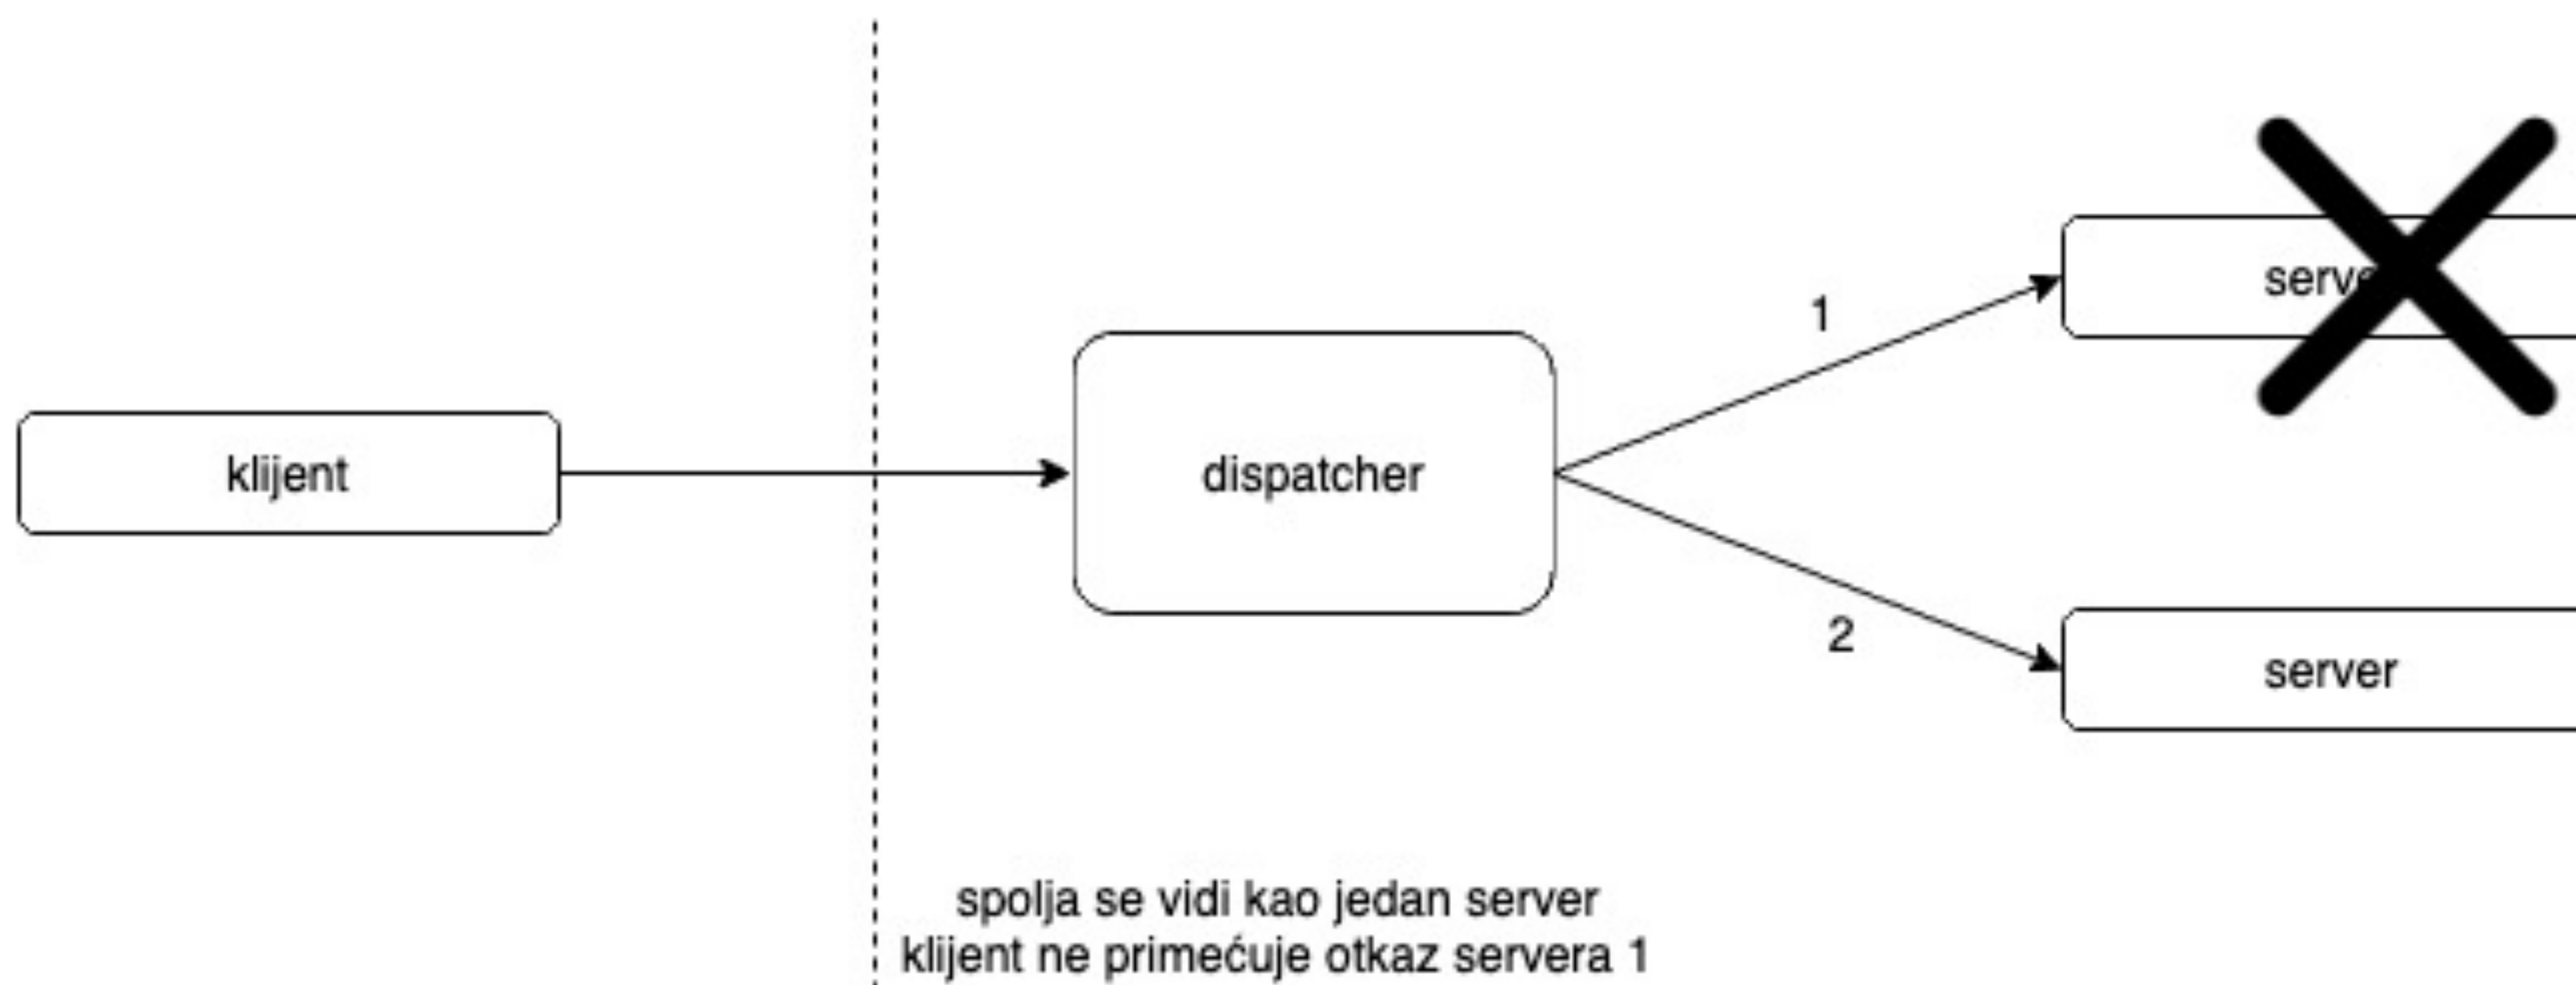 1
klijent
dispatcher
2
server
spolja se vidi kao jedan server
klijent ne primećuje otkaz servera 1